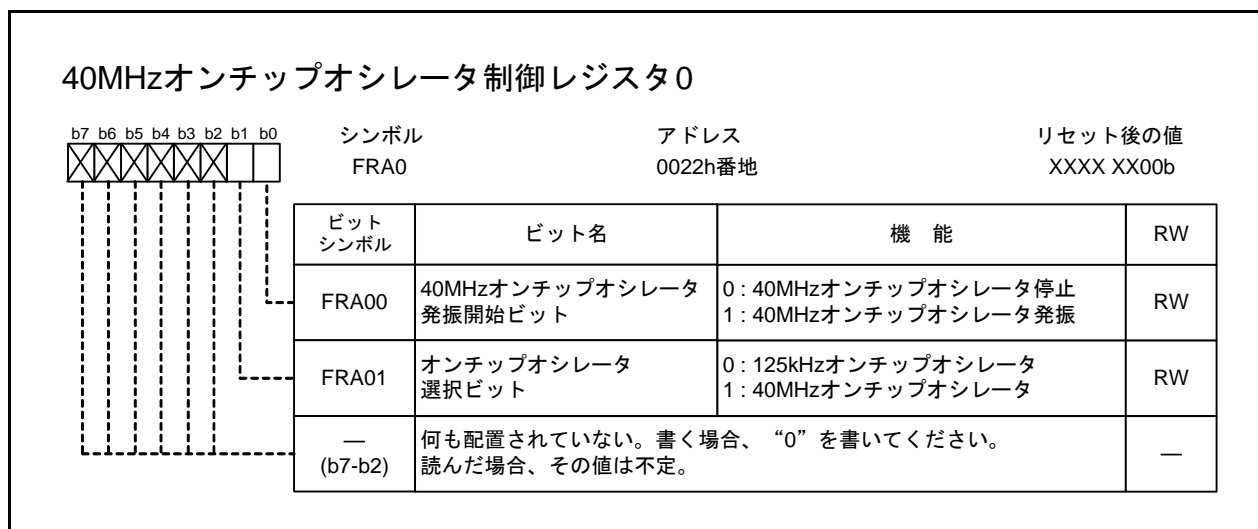 40MHzオンチップオシレータ制御レジスタ0
b7 b6 b5 b4 b3 b2 b1 b0
シンボル アドレス リセット後の値
FRA0 0022h番地 XXXX XX00b
ビット
シンボル
ビット名 機 能 RW
FRA00
40MHzオンチップオシレータ
発振開始ビット
0 : 40MHzオンチップオシレータ停止
1 : 40MHzオンチップオシレータ発振
RW
FRA01
オンチップオシレータ
選択ビット
0 : 125kHzオンチップオシレータ
1 : 40MHzオンチップオシレータ
RW
—
(b7-b2)
何も配置されていない。書く場合、“0”を書いてください。
読んだ場合、その値は不定。
—